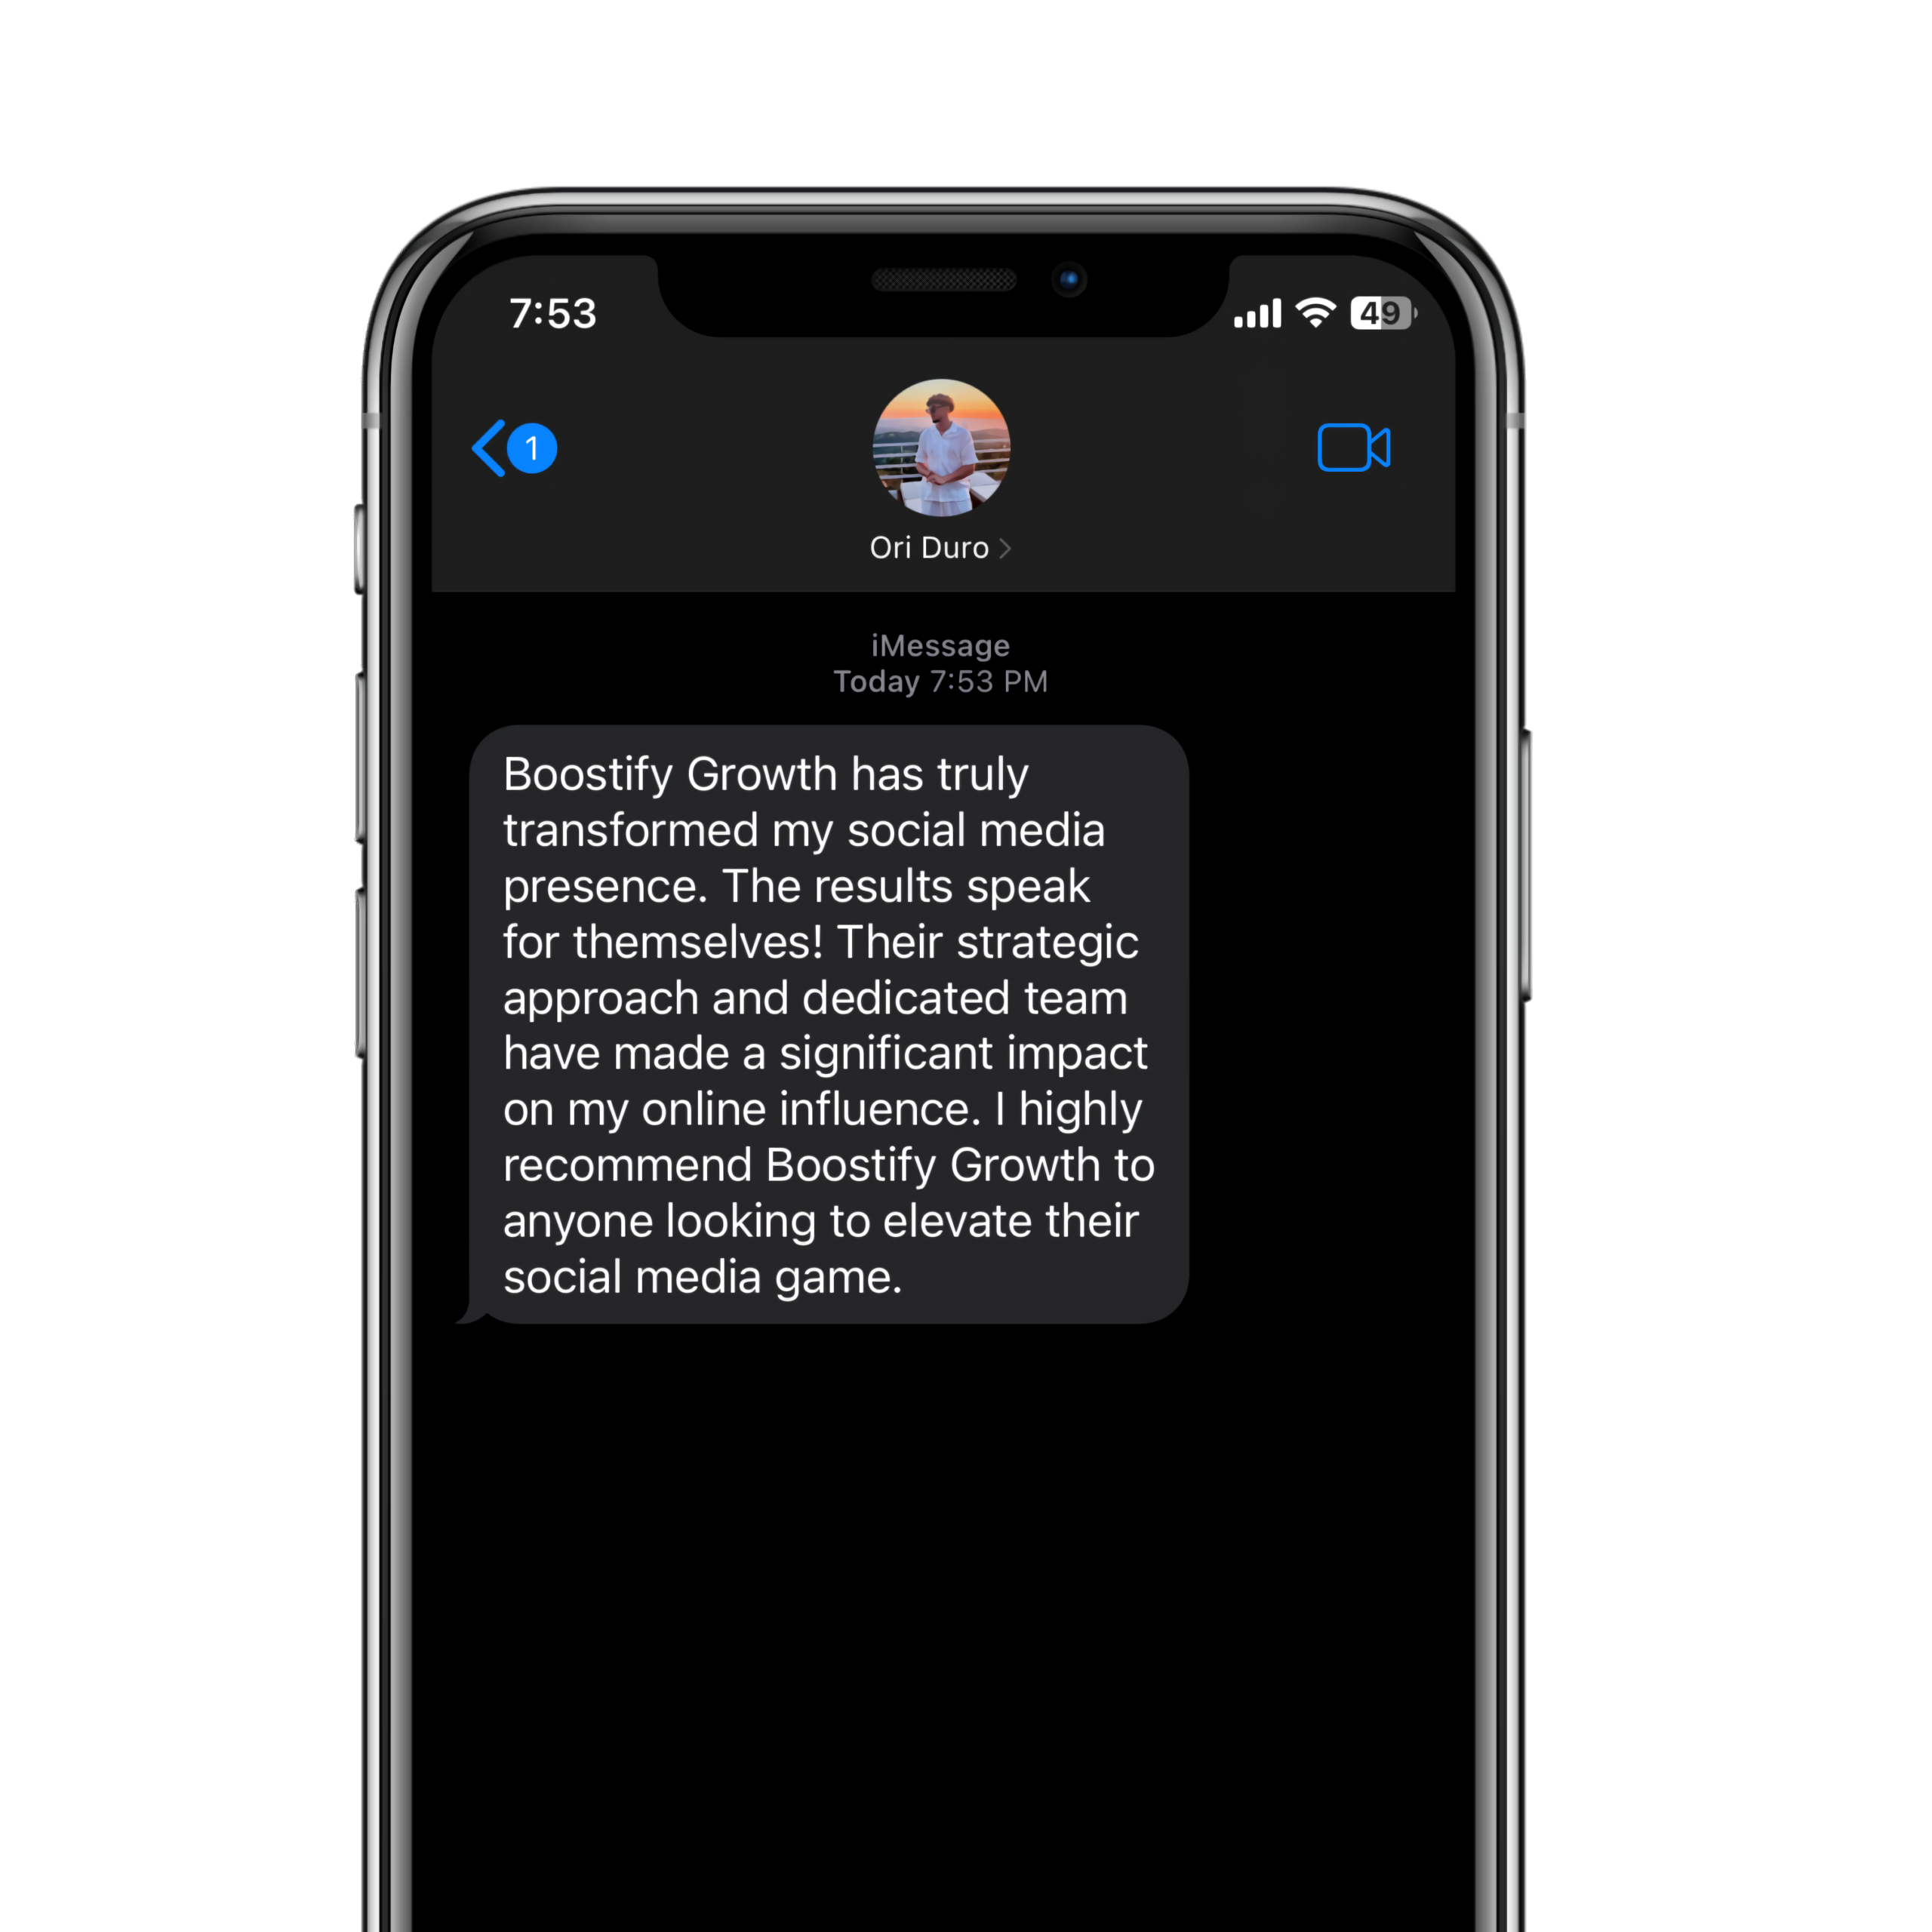 7:53
49
1
Ori Duro
iMessage
Today 7:53 PM
Boostify Growth has truly
transformed my social media
presence. The results speak
for themselves! Their strategic
approach and dedicated team
have made a significant impact
on my online influence. I highly
recommend Boostify Growth to
anyone looking to elevate their
social media game.